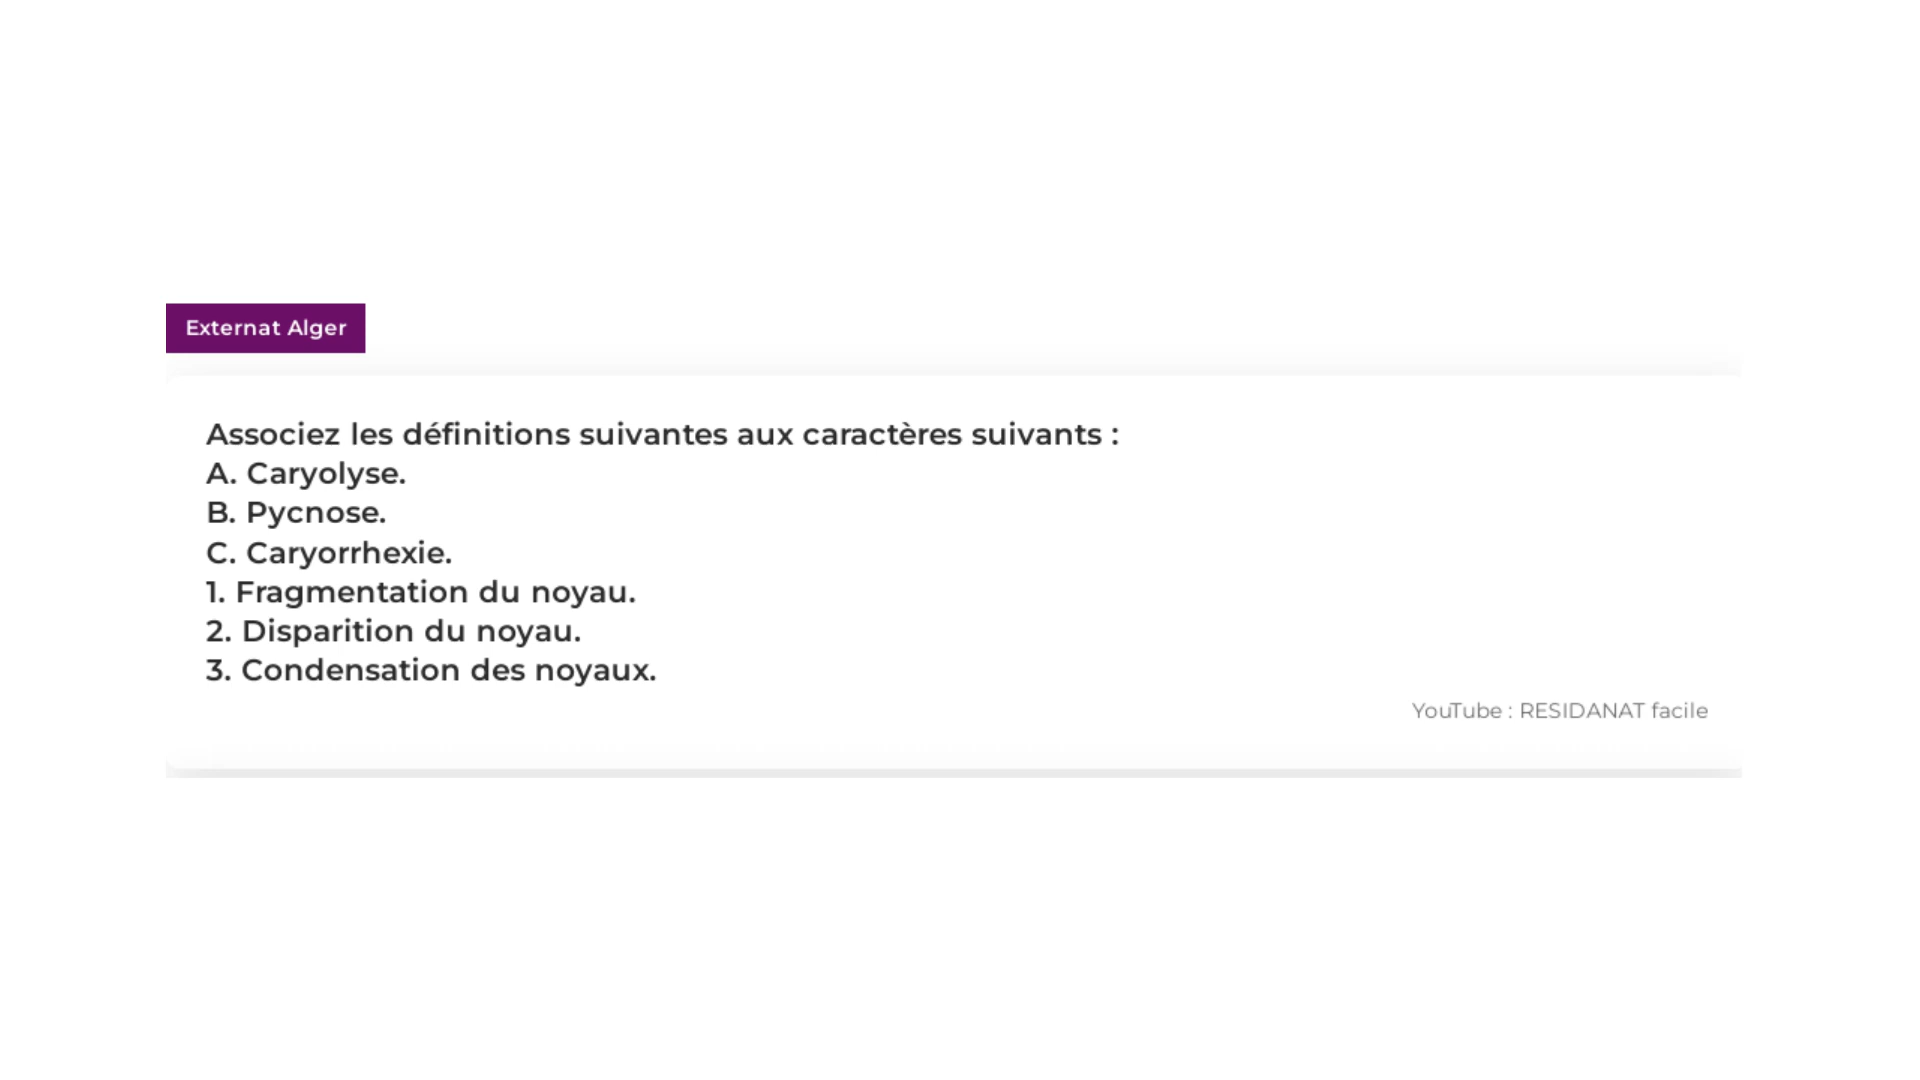 Externat Alger
Associez les définitions suivantes aux caractères suivants :
A. Caryolyse.
B. Pycnose.
C. Caryorrhexie.
1. Fragmentation du noyau.
2. Disparition du noyau.
3. Condensation des noyaux.
YouTube : RESIDANAT facile